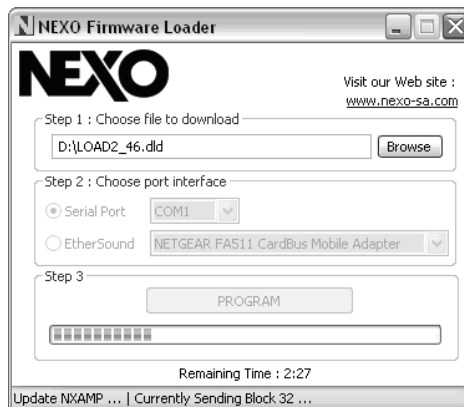 NEXO Firmware Loader
NEXO
Visit our Web site :
www.nexo-sa.com
Step 1 : Choose file to download
D:\LOAD2_46.dld
Browse
Step 2 : Choose port interface
Serial Port
COM1
EtherSound
NETGEAR FA511 CardBus Mobile Adapter
Step 3
PROGRAM
Remaining Time : 2:27
Update NXAMP ... | Currently Sending Block 32 ...